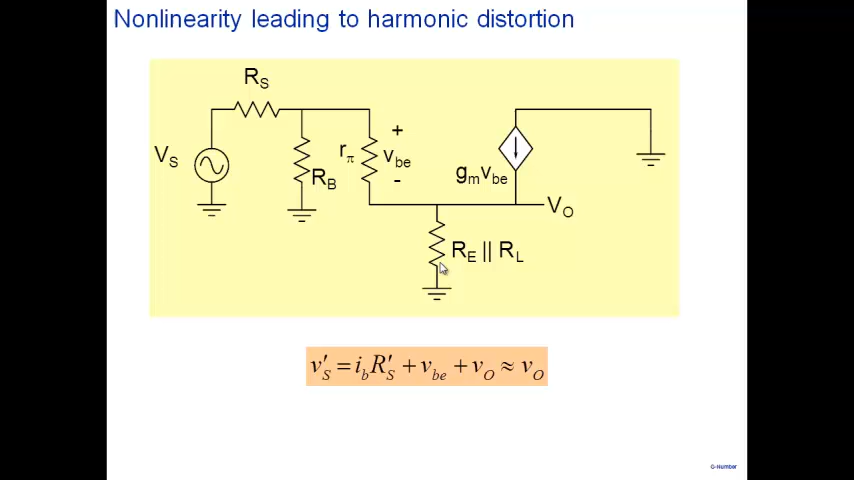 Nonlinearity leading to harmonic distortion
R_S
V_S
R_B
r_π
+
v_be
-
g_m v_be
V_O
R_E || R_L
v′_S = i_b R′_S + v_be + v_O ≈ v_O
G-Number